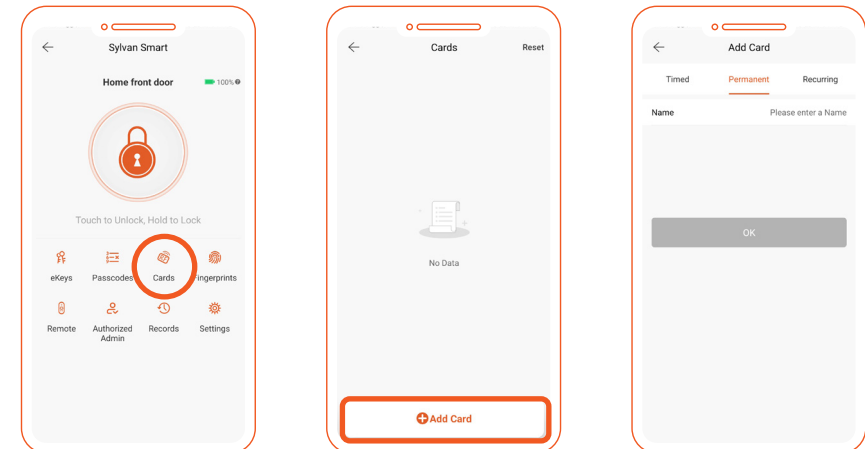 Sylvan Smart
Home front door 100%
Touch to Unlock, Hold to Lock
eKeys Passcodes Cards Fingerprints
Remote Authorized Admin Records Settings
Cards Reset
No Data
Add Card
Add Card
Timed Permanent Recurring
Name Please enter a Name
OK